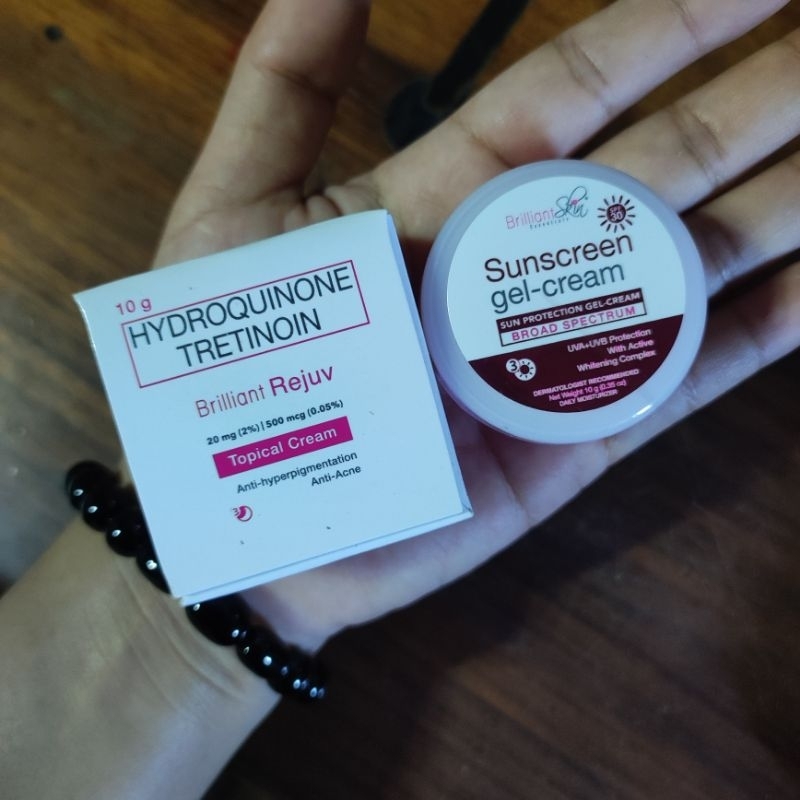 10 g
HYDROQUINONE
TRETINOIN
Brilliant Rejuv
20 mg (2%) | 500 mcg (0.05%)
Topical Cream
Anti-hyperpigmentation
Anti-Acne
Brilliant Skin
Essentials
SPF
30
Sunscreen
gel-cream
SUN PROTECTION GEL-CREAM
BROAD SPECTRUM
UVA+UVB Protection
With Active
Whitening Complex
3
DERMATOLOGIST RECOMMENDED
Net Weight 10 g (0.35 oz)
DAILY MOISTURIZER